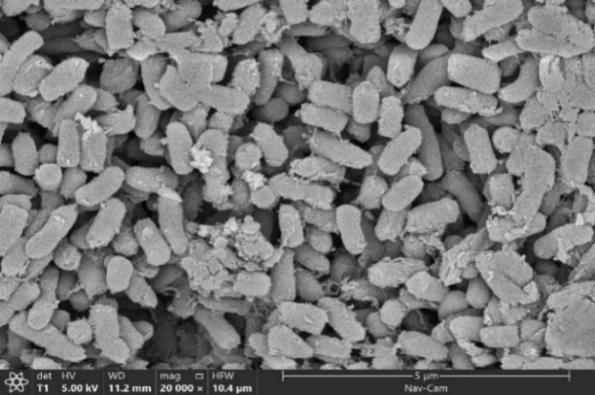 det HV WD mag HFW 5 µm
T1 5.00 kV 11.2 mm 20 000 × 10.4 µm Nav-Cam